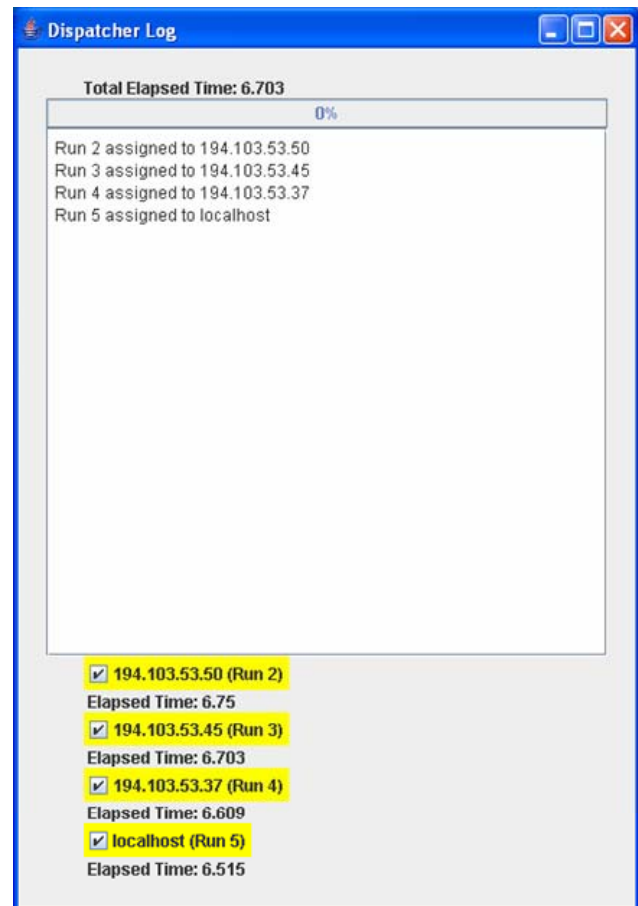 Dispatcher Log
Total Elapsed Time: 6.703
0%
Run 2 assigned to 194.103.53.50
Run 3 assigned to 194.103.53.45
Run 4 assigned to 194.103.53.37
Run 5 assigned to localhost
194.103.53.50 (Run 2)
Elapsed Time: 6.75
194.103.53.45 (Run 3)
Elapsed Time: 6.703
194.103.53.37 (Run 4)
Elapsed Time: 6.609
localhost (Run 5)
Elapsed Time: 6.515